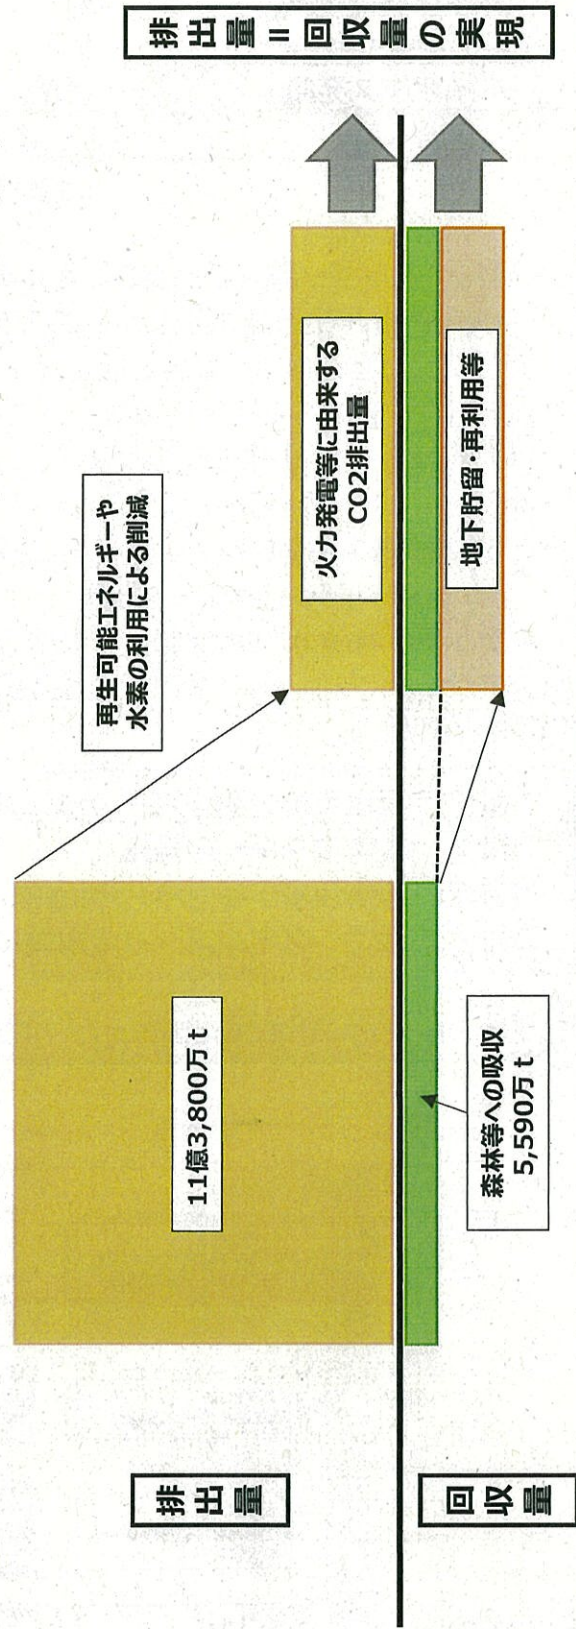 排出量
11億3,800万t
再生可能エネルギーや
水素の利用による削減
火力発電等に由来する
CO2排出量
排出量=回収量の実現
回収量
森林等への吸収
5,590万t
地下貯留・再利用等